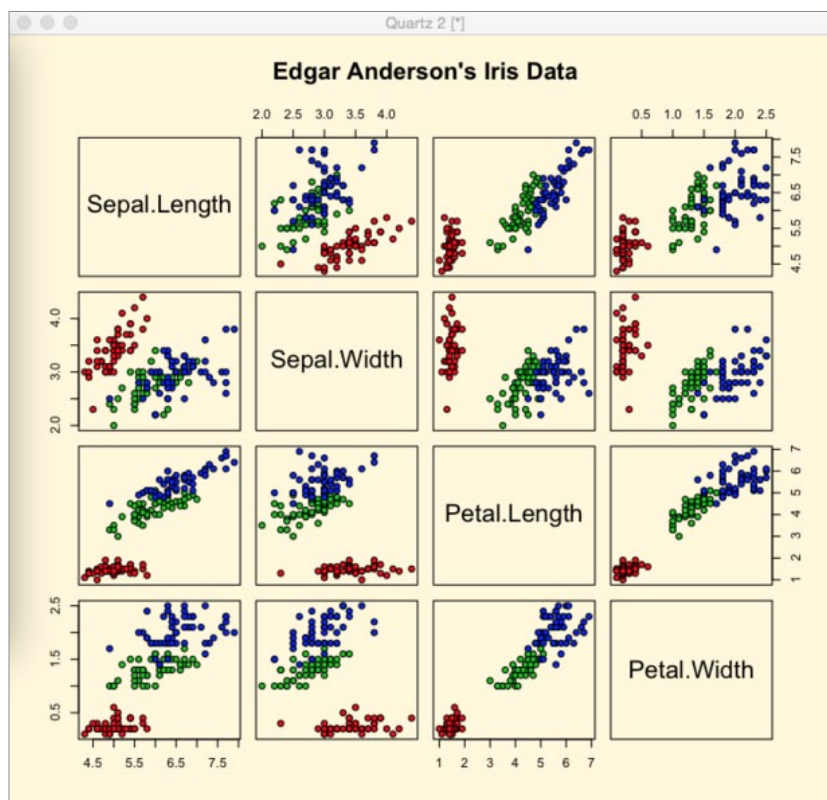 Quartz 2 [*]
Edgar Anderson's Iris Data
2.0 2.5 3.0 3.5 4.0
0.5 1.0 1.5 2.0 2.5
Sepal.Length
4.5 5.5 6.5 7.5
2.0 3.0 4.0
Sepal.Width
Petal.Length
1 2 3 4 5 6 7
0.5 1.5 2.5
Petal.Width
4.5 5.5 6.5 7.5
1 2 3 4 5 6 7